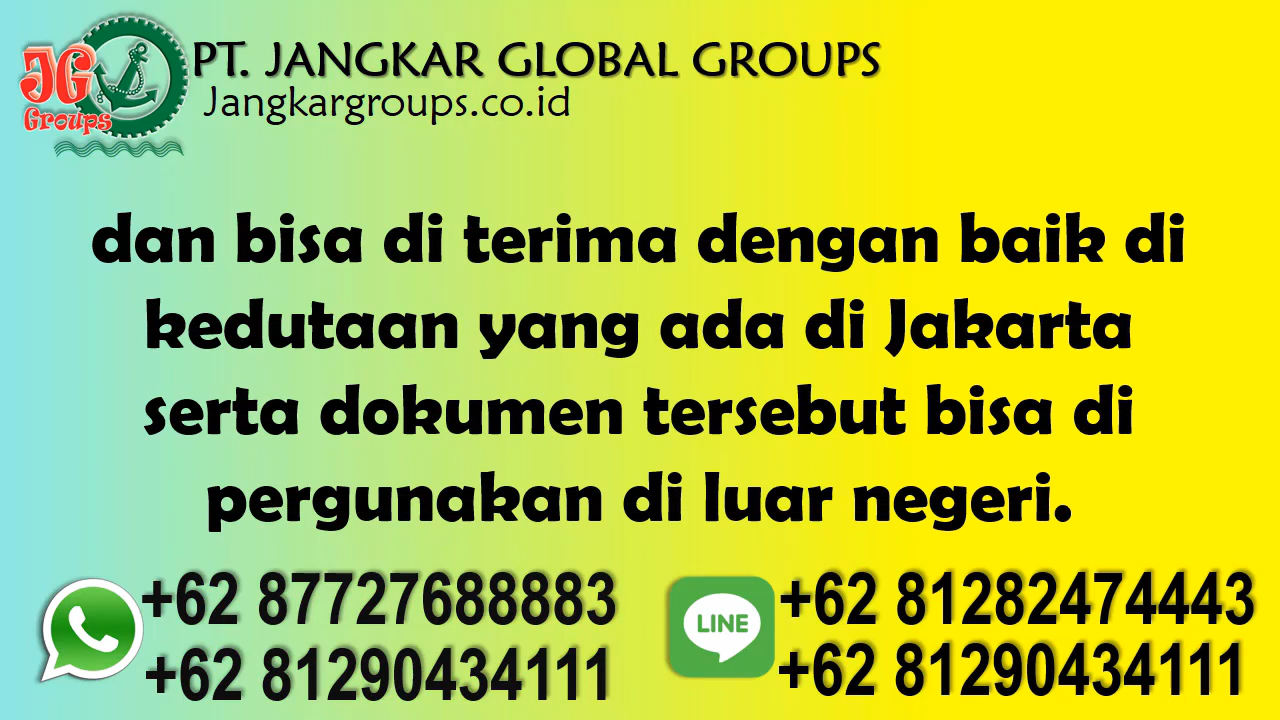 JG
Groups
PT. JANGKAR GLOBAL GROUPS
Jangkargroups.co.id
dan bisa di terima dengan baik di
kedutaan yang ada di Jakarta
serta dokumen tersebut bisa di
pergunakan di luar negeri.
+62 87727688883
+62 81290434111
LINE
+62 81282474443
+62 81290434111